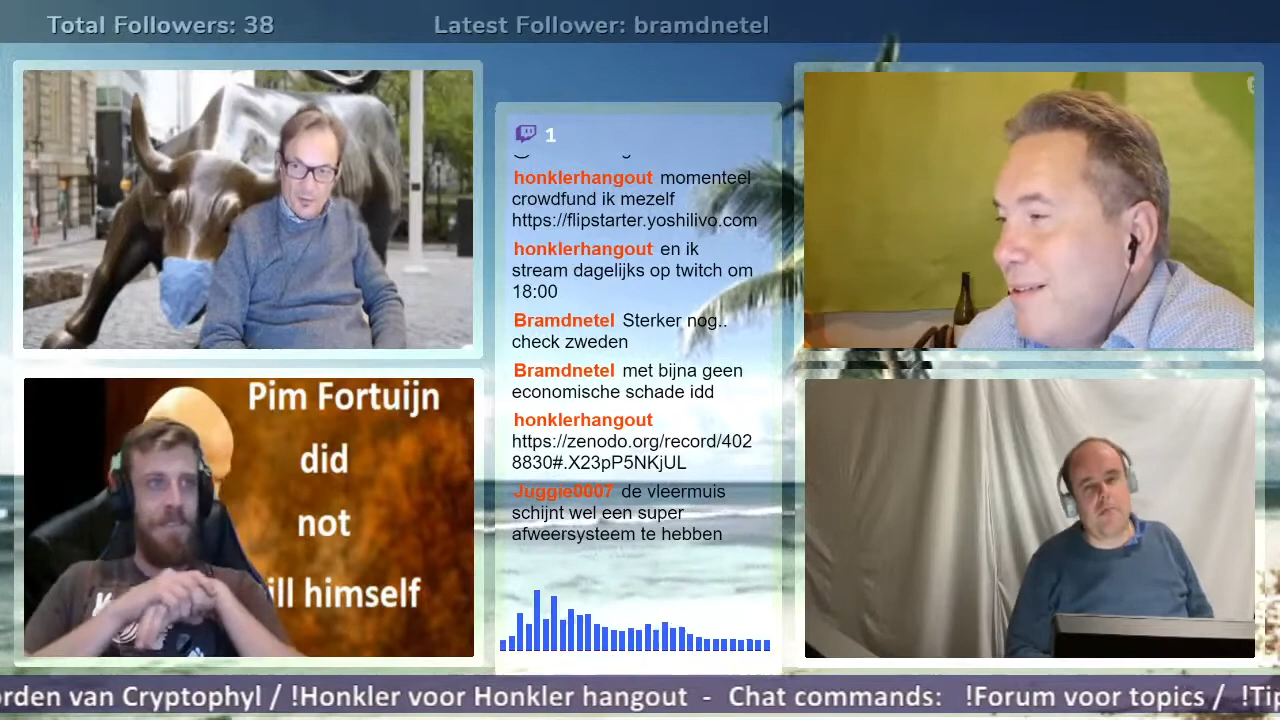 Total Followers: 38
Latest Follower: bramdnetel
1
honklerhangout momenteel
crowdfund ik mezelf
https://flipstarter.yoshilivo.com
honklerhangout en ik
stream dagelijks op twitch om
18:00
Bramdnetel Sterker nog..
check zweden
Bramdnetel met bijna geen
economische schade idd
honklerhangout
https://zenodo.org/record/402
8830#.X23pP5NKjUL
Juggie0007 de vleermuis
schijnt wel een super
afweersysteem te hebben
Pim Fortuijn
did
not
ill himself
orden van Cryptophyl / !Honkler voor Honkler hangout - Chat commands: !Forum voor topics / !Tip